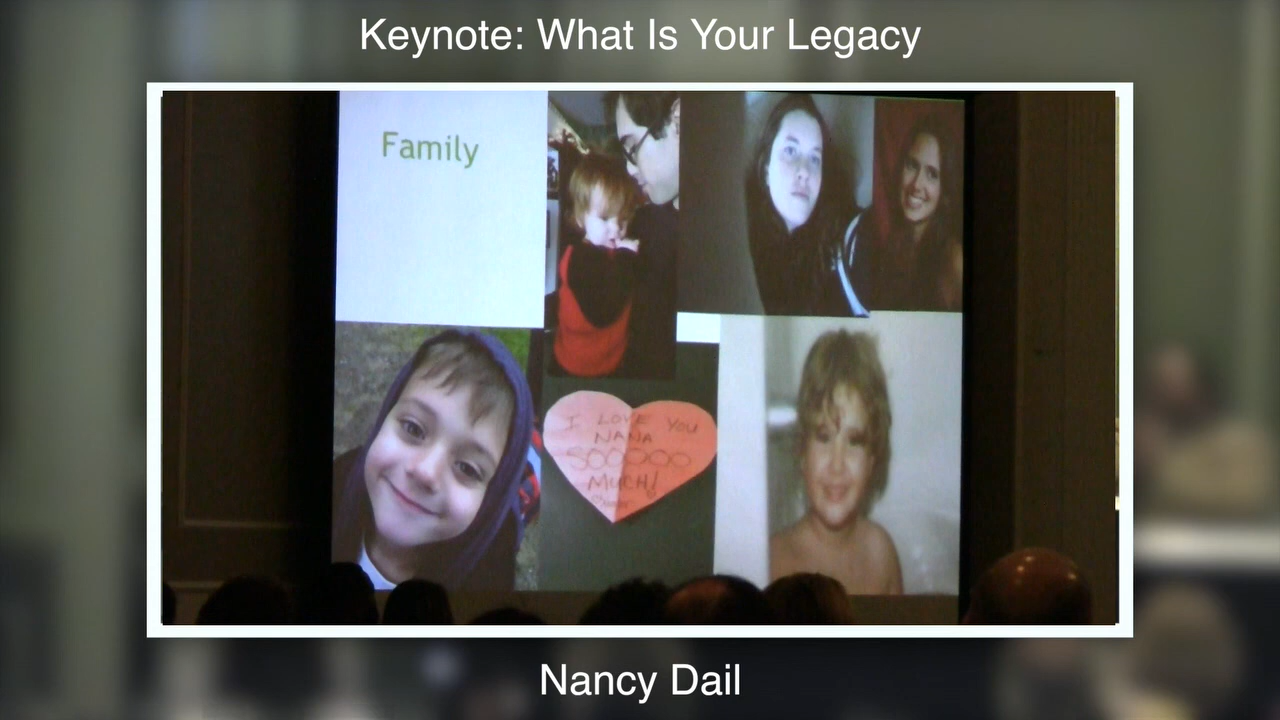 Keynote: What Is Your Legacy
Family
I LOVE YOU
NANA
SOOOOO
MUCH!
Nancy Dail